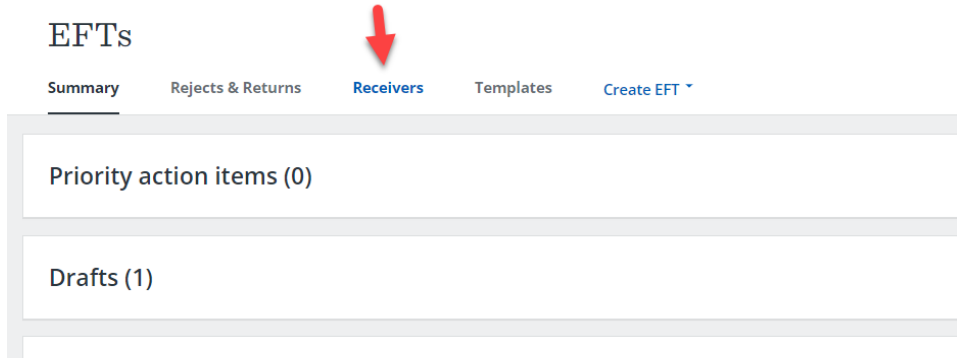 EFTs
Summary Rejects & Returns Receivers Templates Create EFT
Priority action items (0)
Drafts (1)